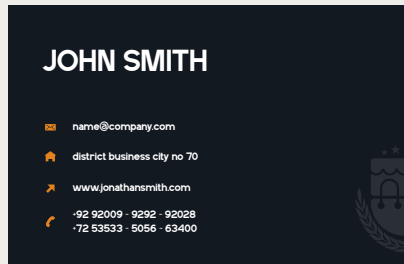 JOHN SMITH
name@company.com
district business city no 70
www.jonathansmith.com
+92 92009 - 9292 - 92028
+72 53533 - 5056 - 63400